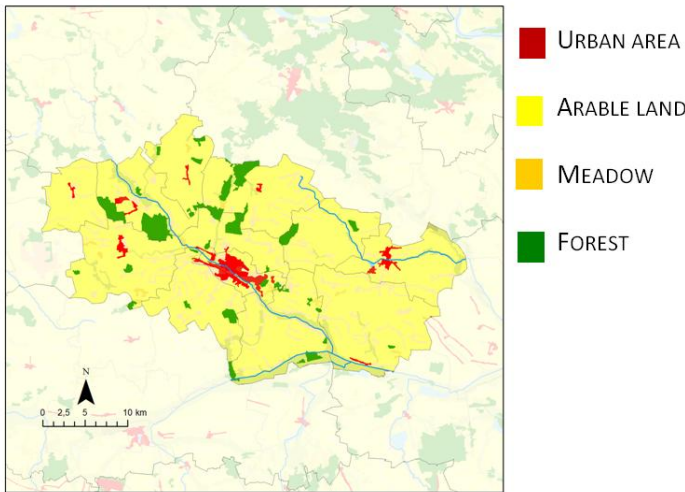 URBAN AREA
ARABLE LAND
MEADOW
FOREST
N
0 2,5 5 10 km